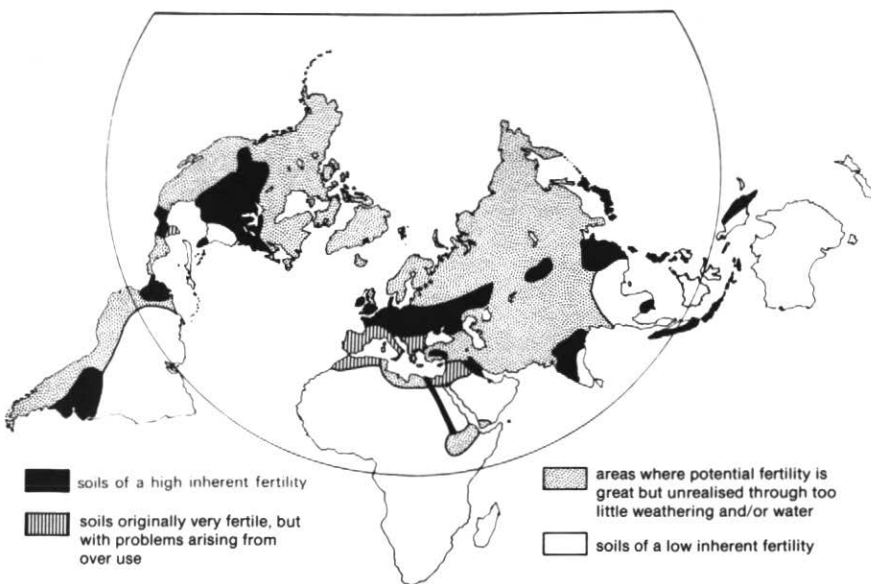 soils of a high inherent fertility
soils originally very fertile, but
with problems arising from
over use
areas where potential fertility is
great but unrealised through too
little weathering and/or water
soils of a low inherent fertility